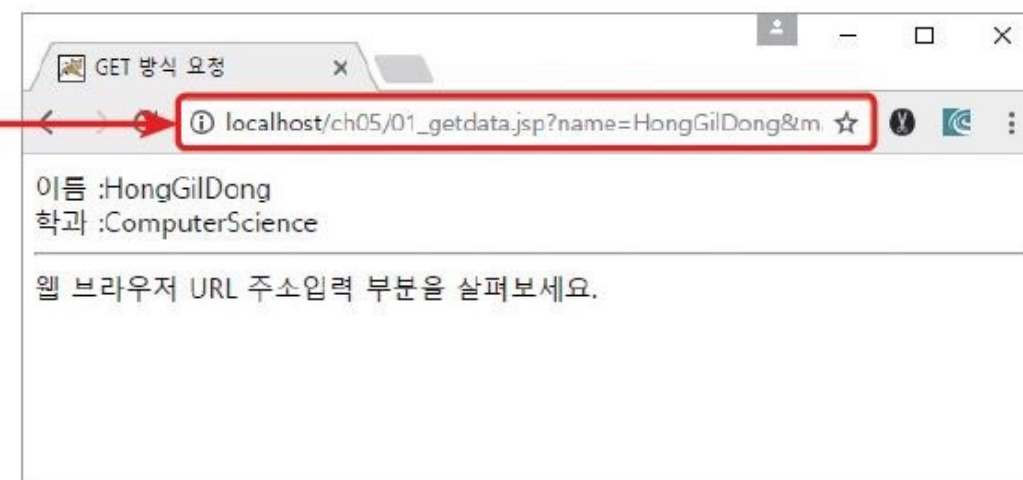 GET 방식 요청
localhost/ch05/01_getdata.jsp?name=HongGilDong&m
이름 :HongGilDong
학과 :ComputerScience
웹 브라우저 URL 주소입력 부분을 살펴보세요.